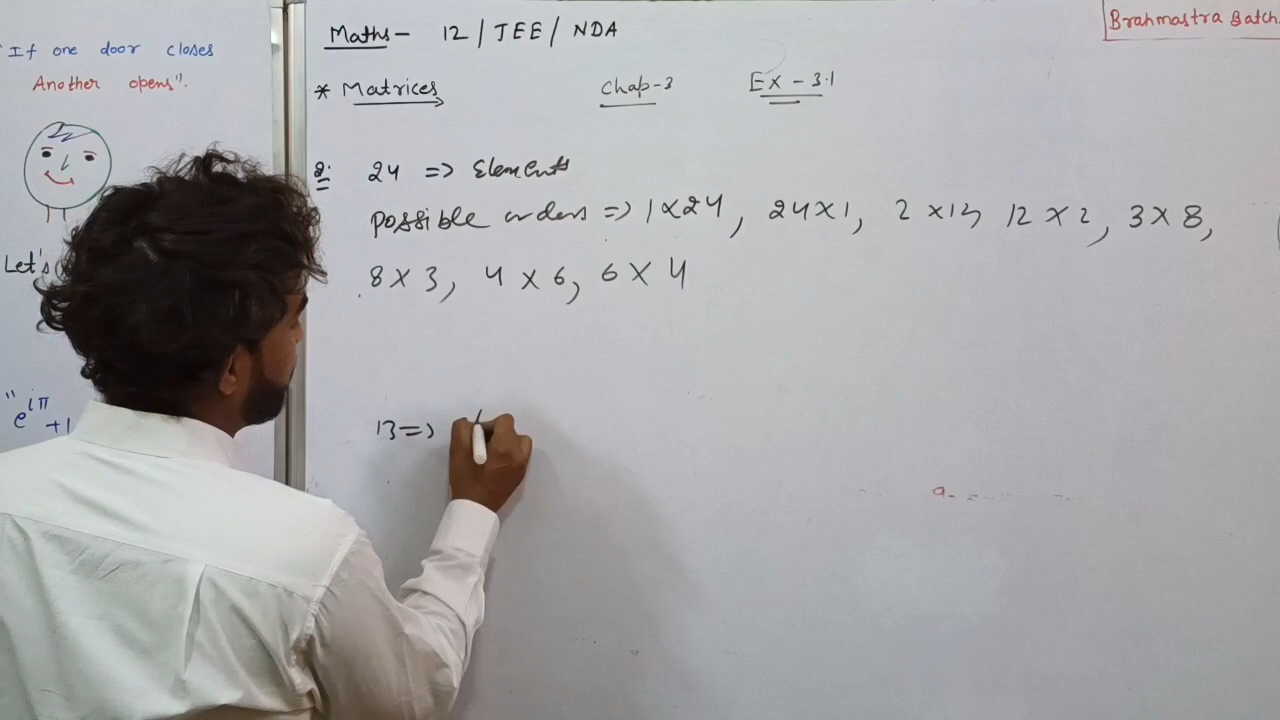 "If one door closes
Another opens".
Let's
"e^iπ +1
Maths - 12 / JEE / NDA
Brahmastra Batch
* Matrices Chap-3 Ex - 3.1
Q: 24 => Elements
Possible orders => 1×24, 24×1, 2×12, 12×2, 3×8,
8×3, 4×6, 6×4
13=>